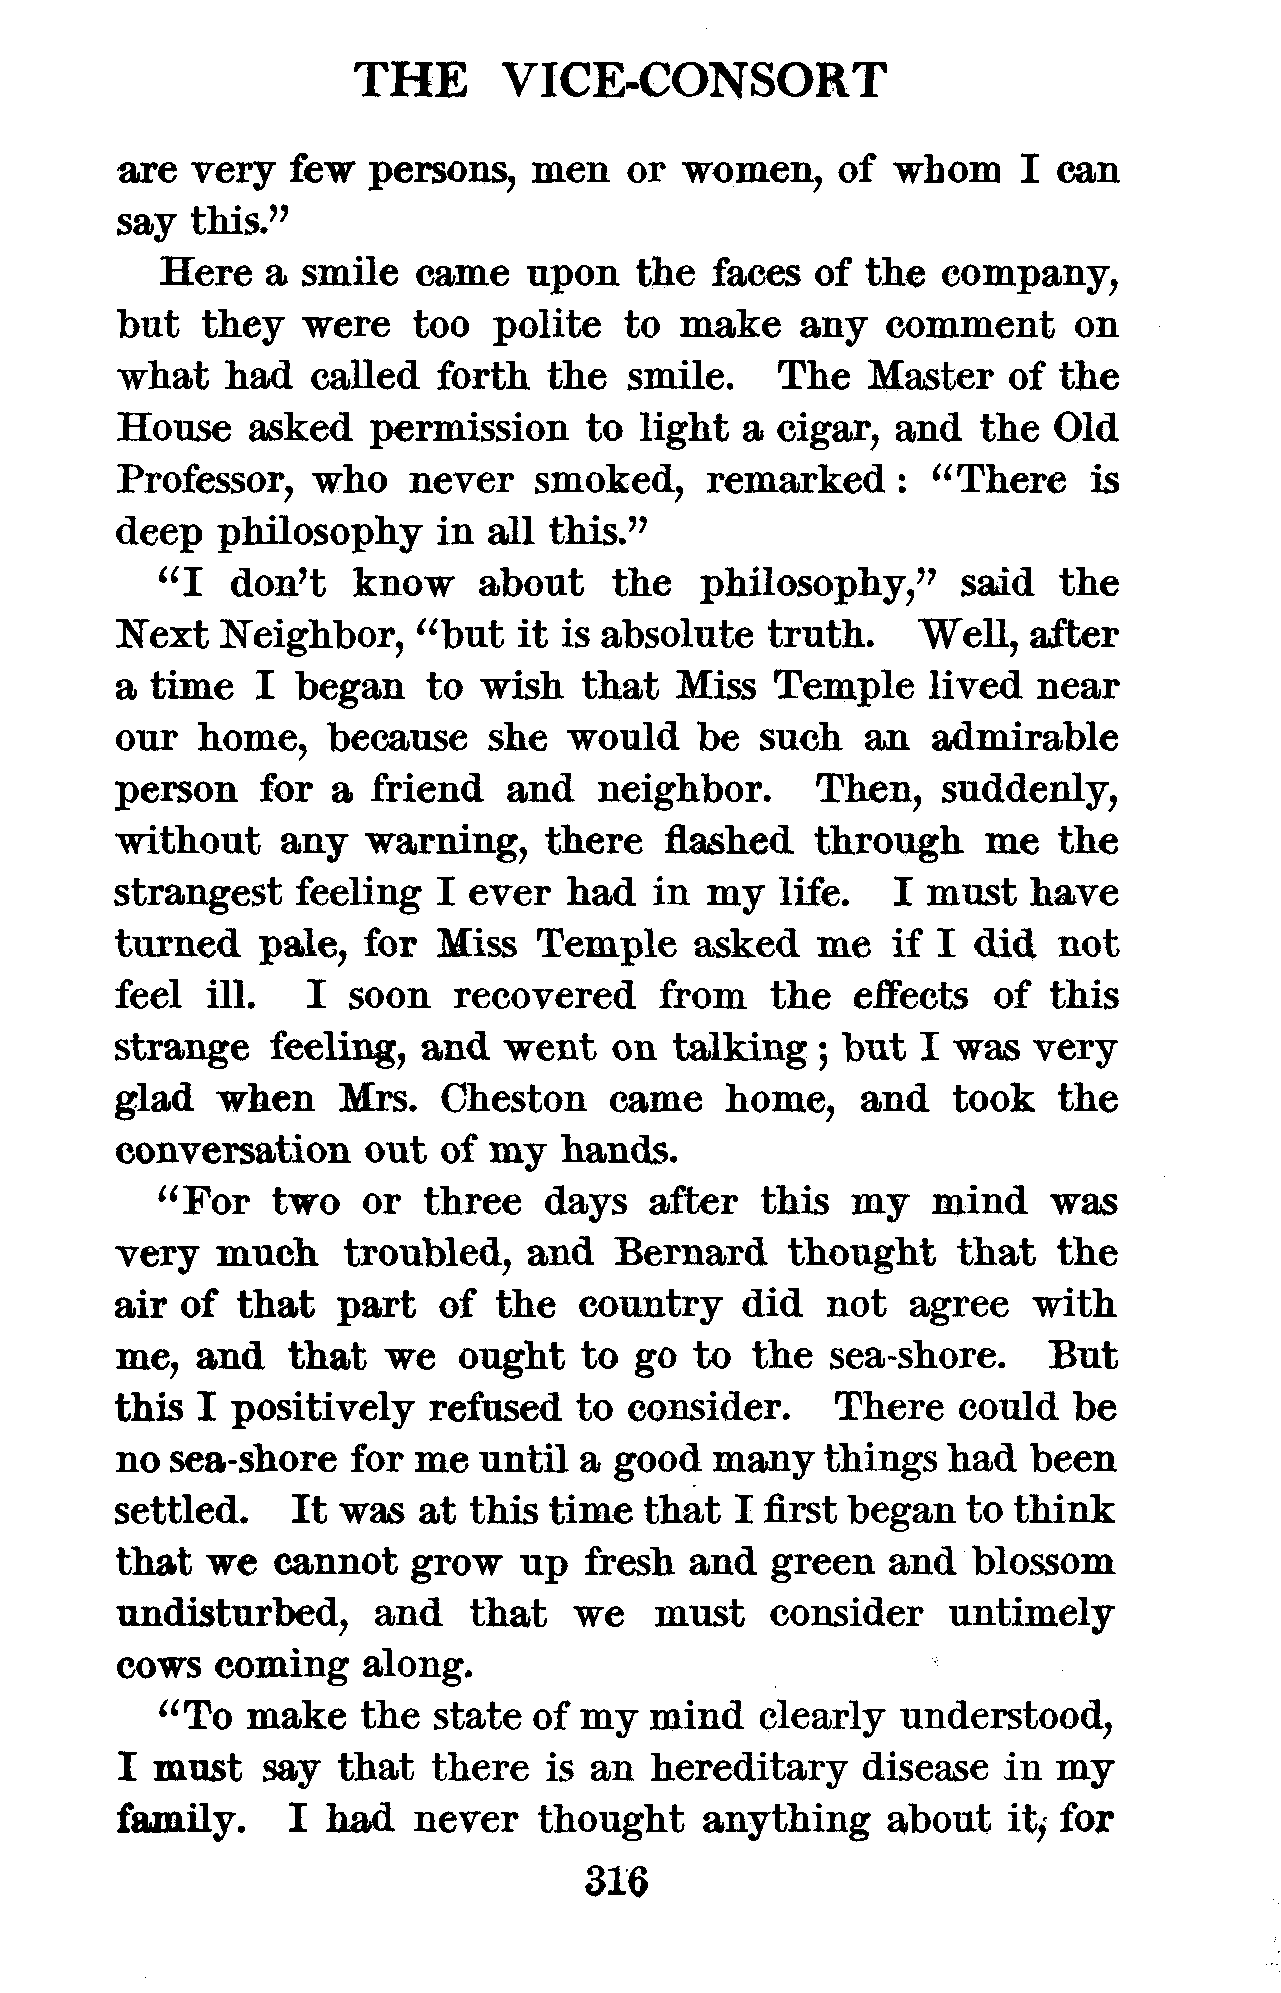 THE VICE-CONSORT
are very few persons, men or women, of whom I can
say this."
Here a smile came upon the faces of the company,
but they were too polite to make any comment on
what had called forth the smile. The Master of the
House asked permission to light a cigar, and the Old
Professor, who never smoked, remarked : "There is
deep philosophy in all this."
"I don't know about the philosophy," said the
Next Neighbor, "but it is absolute truth. Well, after
a time I began to wish that Miss Temple lived near
our home, because she would be such an admirable
person for a friend and neighbor. Then, suddenly,
without any warning, there flashed through me the
strangest feeling I ever had in my life. I must have
turned pale, for Miss Temple asked me if I did not
feel ill. I soon recovered from the effects of this
strange feeling, and went on talking ; but I was very
glad when Mrs. Cheston came home, and took the
conversation out of my hands.
"For two or three days after this my mind was
very much troubled, and Bernard thought that the
air of that part of the country did not agree with
me, and that we ought to go to the sea-shore. But
this I positively refused to consider. There could be
no sea-shore for me until a good many things had been
settled. It was at this time that I first began to think
that we cannot grow up fresh and green and blossom
undisturbed, and that we must consider untimely
cows coming along.
"To make the state of my mind clearly understood,
I must say that there is an hereditary disease in my
family. I had never thought anything about it, for
316